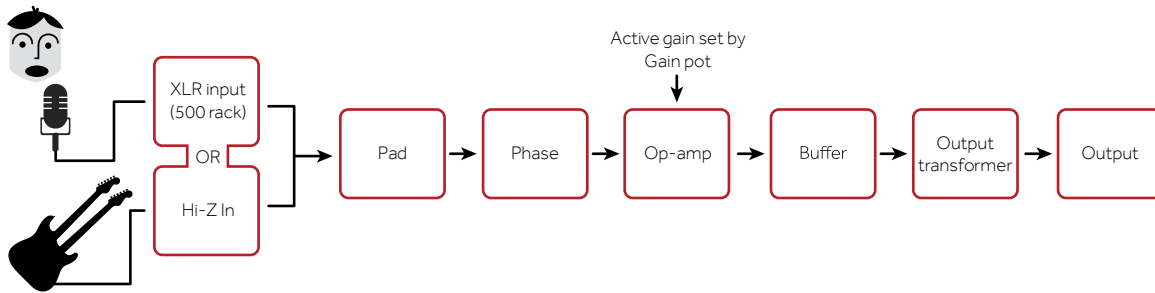 Active gain set by
Gain pot
XLR input
(500 rack)
OR
Hi-Z In
Pad
Phase
Op-amp
Buffer
Output
transformer
Output